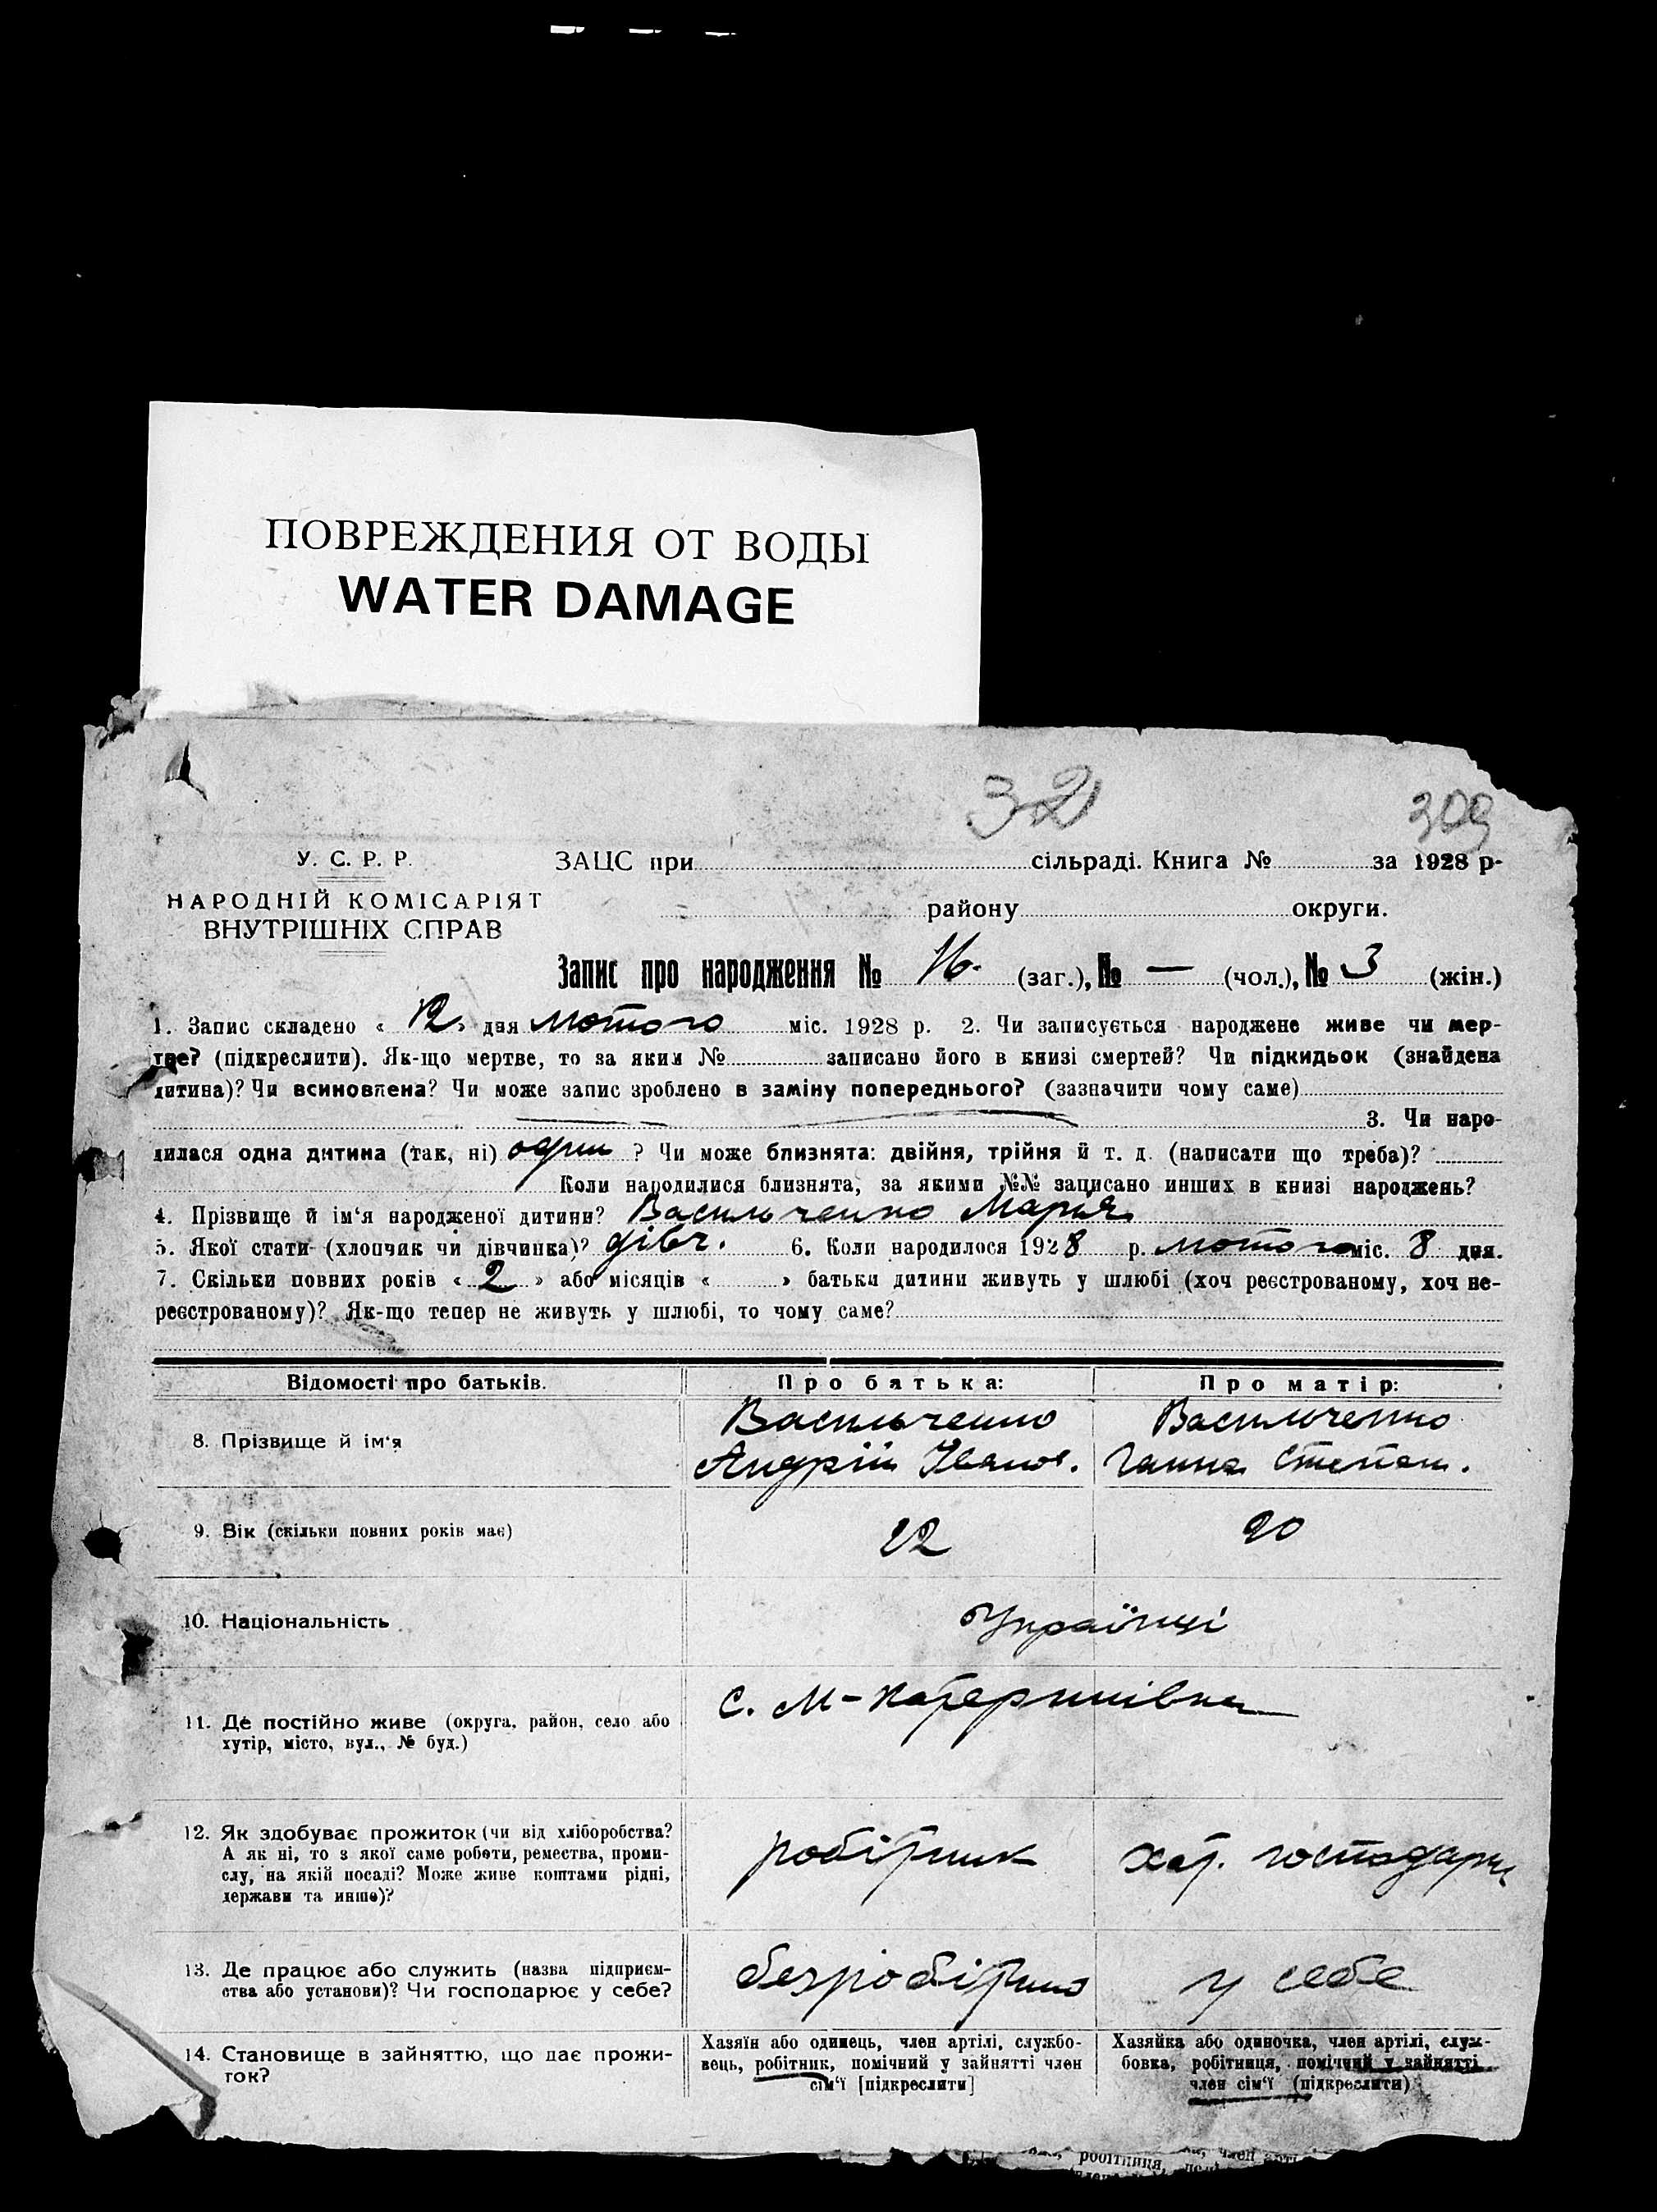 ПОВРЕЖДЕНИЯ ОТ ВОДЫ
WATER DAMAGE
32
309
У. С. Р. Р.
НАРОДНІЙ КОМІСАРІЯТ
ВНУТРІШНІХ СПРАВ
ЗАЦС при сільраді. Книга № за 1928 р-
району округи.
Запис про народження № 16. (заг.), № — (чол.), № 3 (жін.)
1. Запис складено « 12 » дня лютого міс. 1928 р. 2. Чи записується народжене живе чи мер-
тве? (підкреслити). Як-що мертве, то за яким № записано його в книзі смертей? Чи підкидьок (знайдена
дитина)? Чи всиновлена? Чи може запис зроблено в заміну попереднього? (зазначити чому саме)
3. Чи наро-
дилася одна дитина (так, ні) один ? Чи може близнята: двійня, трійня й т. д. (написати що треба)?
Коли народилися близнята, за якими №№ записано инших в книзі народжень?
4. Прізвище й ім‘я народженої дитини? Васильченко Марія
5. Якої стати (хлопчик чи дівчинка)? дівч. 6. Коли народилося 1928 р. лютого міс. 8 дня.
7. Скільки повних років « 2 » або місяців « » батьки дитини живуть у шлюбі (хоч реєстрованому, хоч не-
реєстрованому)? Як-що тепер не живуть у шлюбі, то чому саме?
Відомості про батьків. Про батька: Про матір:
8. Прізвище й ім‘я
Васильченко
Андрій Іванов.
Васильченко
Ганна Степан.
9. Вік (скільки повних років має) 22 20
10. Національність Українці
11. Де постійно живе (округа, район, село або
хутір, місто, вул., № буд.)
с. М-Катеринівка
12. Як здобуває прожиток (чи від хліборобства?
А як ні, то з якої саме роботи, ремества, проми-
слу, на якій посаді? Може живе коштами рідні,
держави та инше)?
робітник
хат. господарка
13. Де працює або служить (назва підприєм-
ства або установи)? Чи господарює у себе?
безробітний
у себе
14. Становище в зайняттю, що дає прожи-
ток?
Хазяїн або одинець, член артілі, службо-
вець, робітник, помічний у зайнятті член
сім‘ї [підкреслити]
Хазяйка або одиночка, член артілі, служ-
бовка, робітниця, помічний у зайнятті
член сім‘ї (підкреслити)
робітниця,